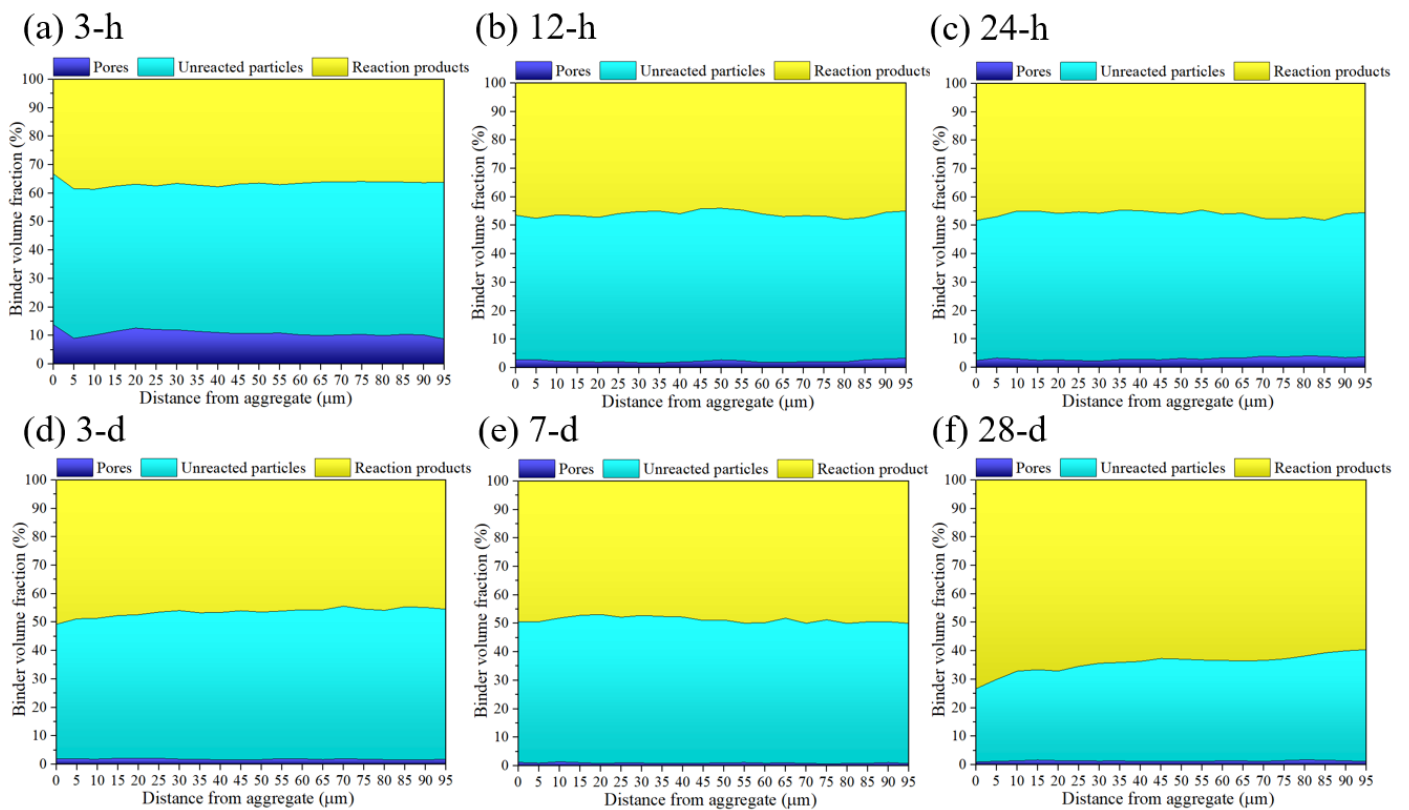 (a) 3-h
Pores Unreacted particles Reaction products
Binder volume fraction (%)
100
90
80
70
60
50
40
30
20
10
0
0 5 10 15 20 25 30 35 40 45 50 55 60 65 70 75 80 85 90 95
Distance from aggregate (μm)
(b) 12-h
Pores Unreacted particles Reaction products
Binder volume fraction (%)
100
90
80
70
60
50
40
30
20
10
0
0 5 10 15 20 25 30 35 40 45 50 55 60 65 70 75 80 85 90 95
Distance from aggregate (μm)
(c) 24-h
Pores Unreacted particles Reaction products
Binder volume fraction (%)
100
90
80
70
60
50
40
30
20
10
0
0 5 10 15 20 25 30 35 40 45 50 55 60 65 70 75 80 85 90 95
Distance from aggregate (μm)
(d) 3-d
Pores Unreacted particles Reaction products
Binder volume fraction (%)
100
90
80
70
60
50
40
30
20
10
0
0 5 10 15 20 25 30 35 40 45 50 55 60 65 70 75 80 85 90 95
Distance from aggregate (μm)
(e) 7-d
Pores Unreacted particles Reaction product
Binder volume fraction (%)
100
90
80
70
60
50
40
30
20
10
0
0 5 10 15 20 25 30 35 40 45 50 55 60 65 70 75 80 85 90 95
Distance from aggregate (μm)
(f) 28-d
Pores Unreacted particles Reaction products
Binder volume fraction (%)
100
90
80
70
60
50
40
30
20
10
0
0 5 10 15 20 25 30 35 40 45 50 55 60 65 70 75 80 85 90 95
Distance from aggregate (μm)